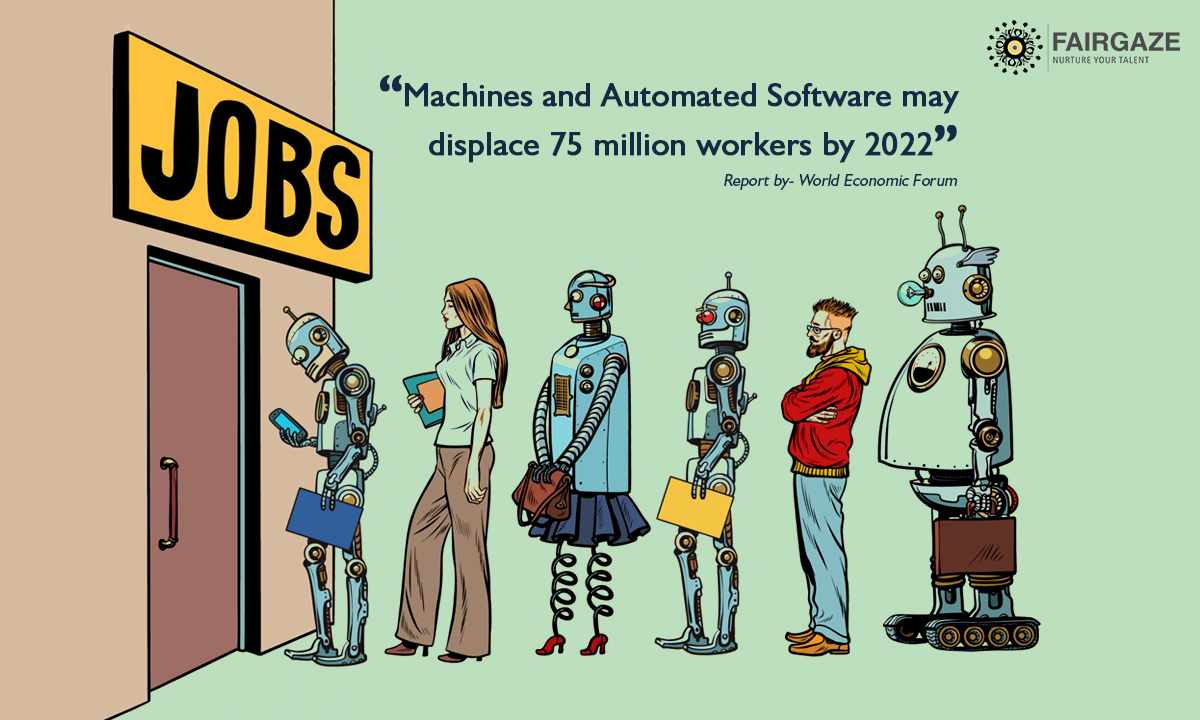 JOBS
FAIRGAZE
NURTURE YOUR TALENT
“Machines and Automated Software may
displace 75 million workers by 2022”
Report by- World Economic Forum